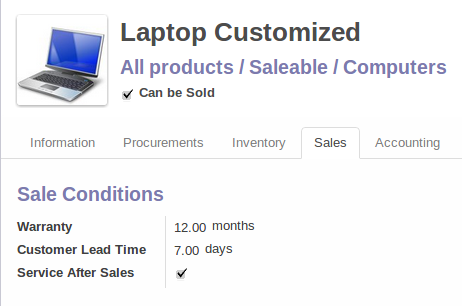 Laptop Customized
All products / Saleable / Computers
Can be Sold
Information Procurements Inventory Sales Accounting
Sale Conditions
Warranty 12.00 months
Customer Lead Time 7.00 days
Service After Sales